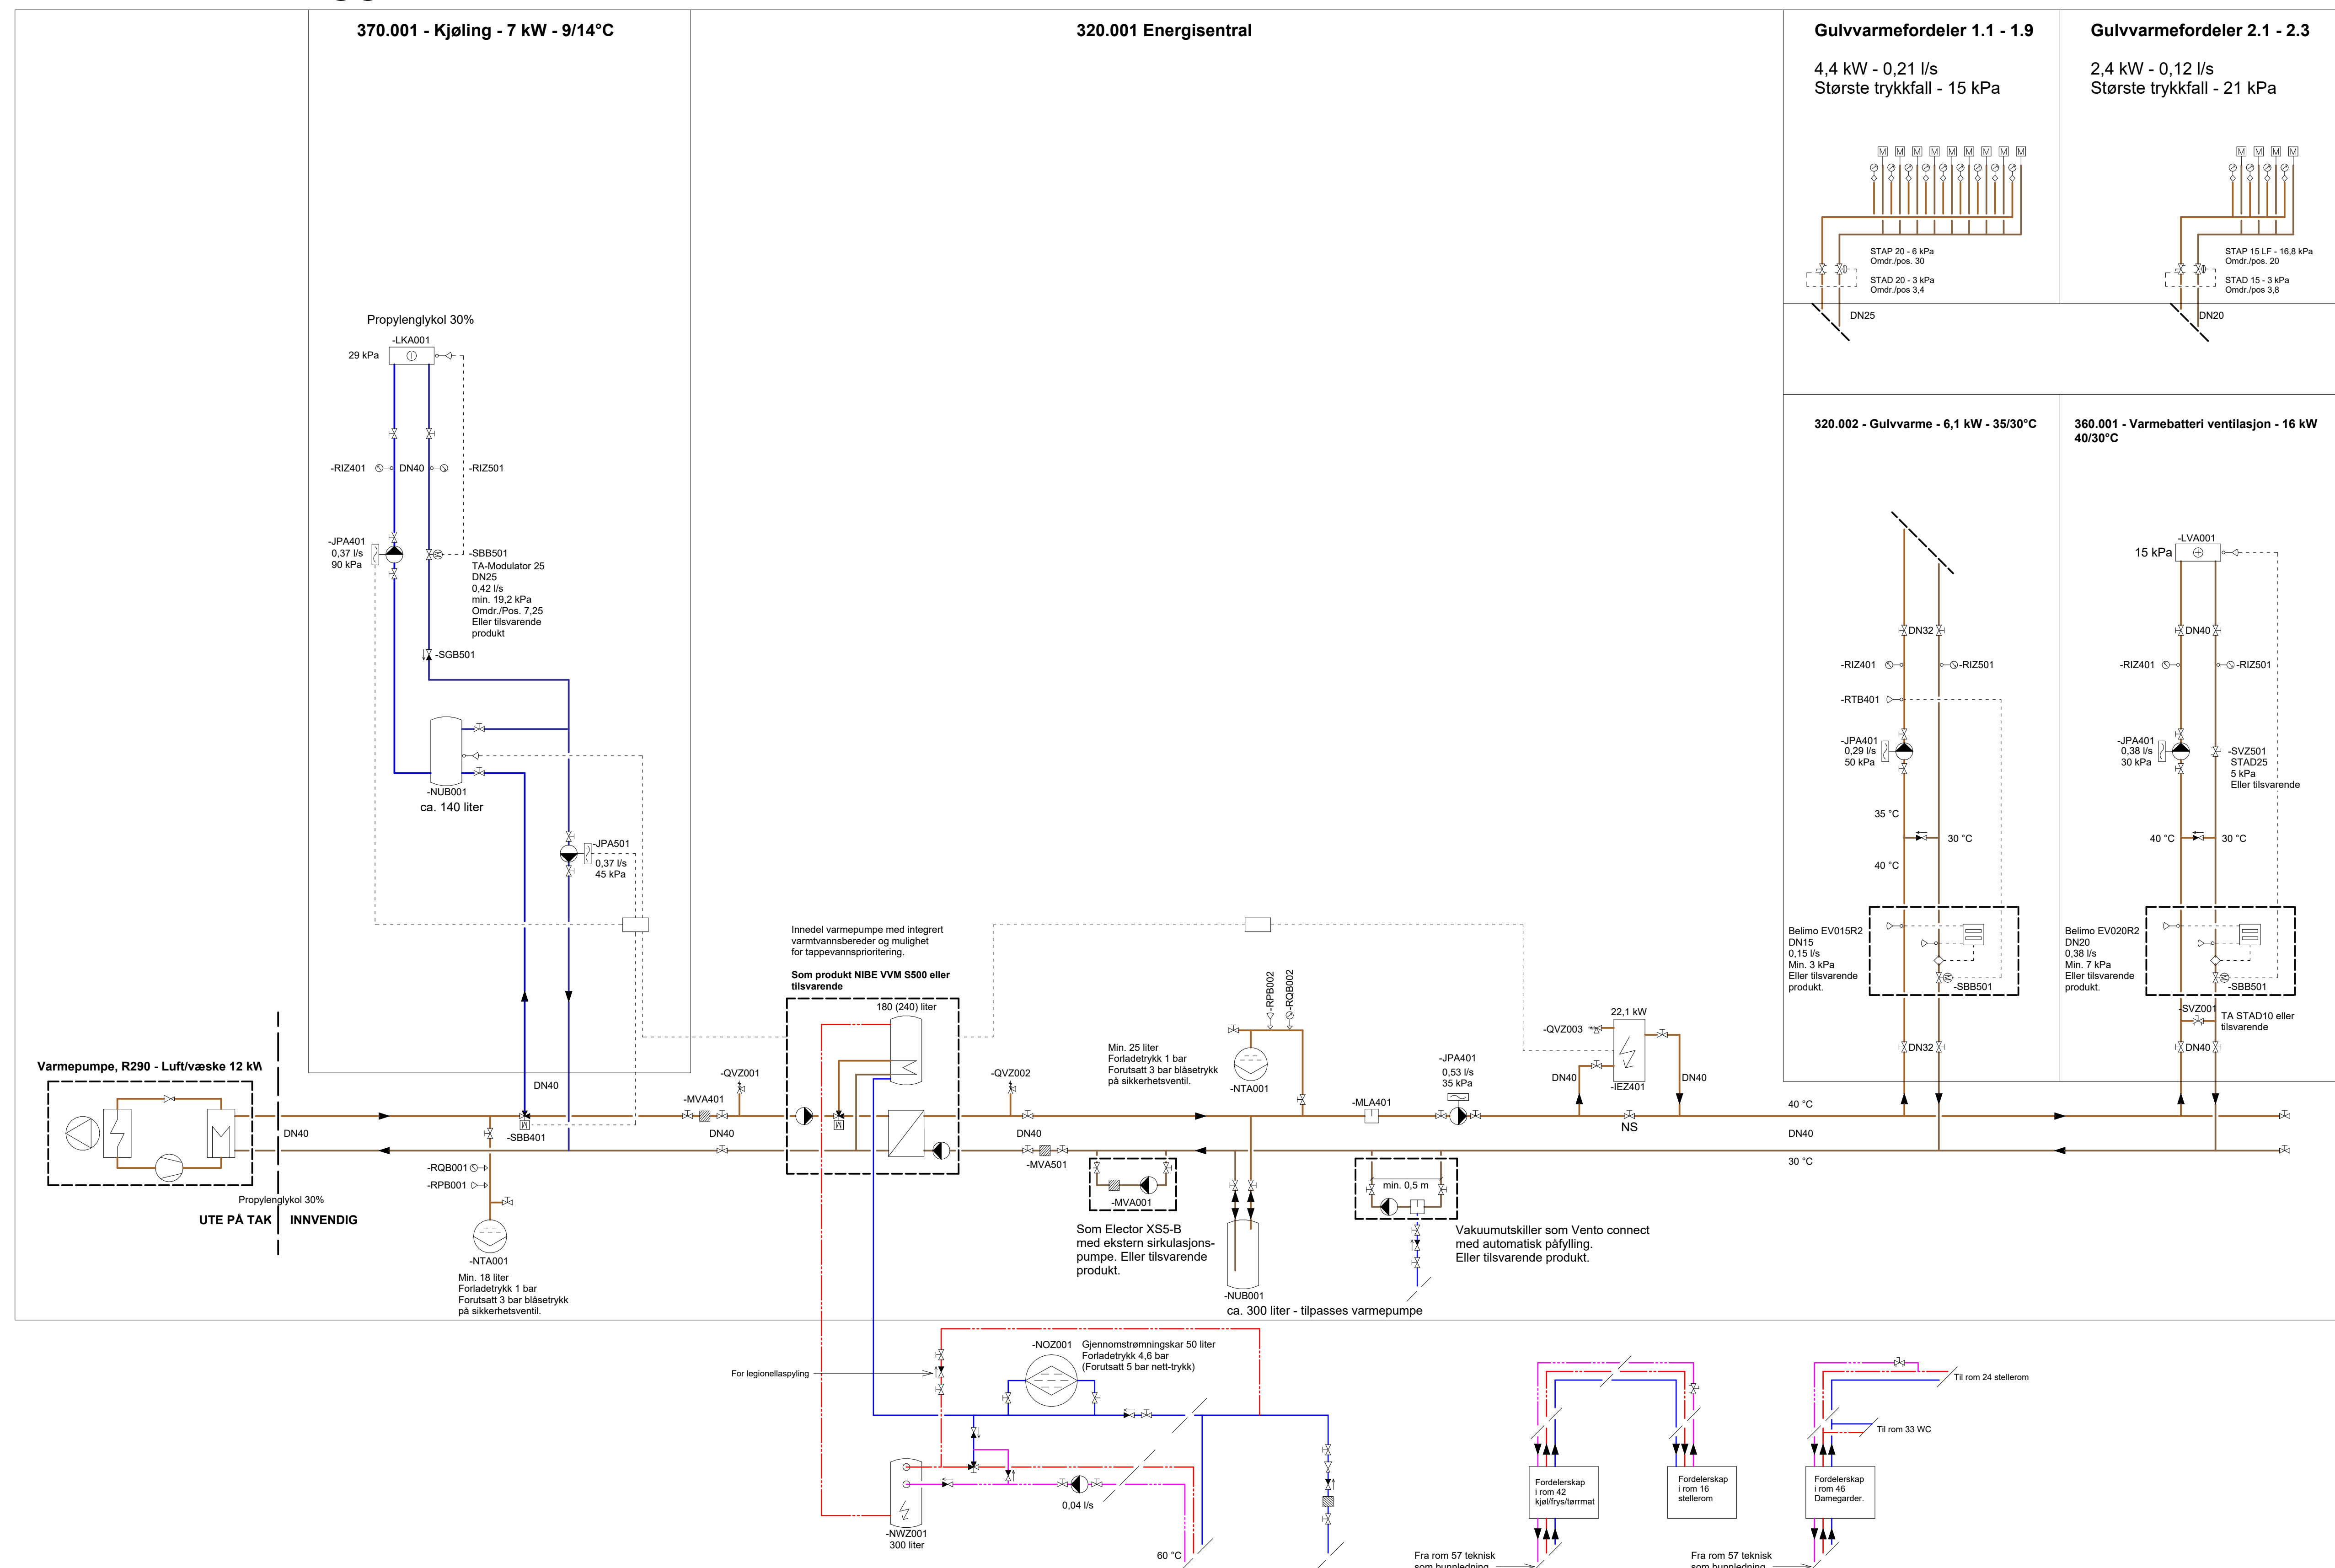 370.001 - Kjøling - 7 kW - 9/14°C
320.001 Energisentral
Gulvvarmefordeler 1.1 - 1.9
4,4 kW - 0,21 l/s
Største trykkfall - 15 kPa
Gulvvarmefordeler 2.1 - 2.3
2,4 kW - 0,12 l/s
Største trykkfall - 21 kPa
M M M M M M M M M
M M M M
STAP 20 - 6 kPa
Omdr./pos. 30
STAD 20 - 3 kPa
Omdr./pos 3,4
DN25
STAP 15 LF - 16,8 kPa
Omdr./pos. 20
STAD 15 - 3 kPa
Omdr./pos 3,8
DN20
Propylenglykol 30%
-LKA001
29 kPa
-RIZ401
DN40
-RIZ501
-JPA401
0,37 l/s
90 kPa
-SBB501
TA-Modulator 25
DN25
0,42 l/s
min. 19,2 kPa
Omdr./Pos. 7,25
Eller tilsvarende
produkt
-SGB501
-NUB001
ca. 140 liter
-JPA501
0,37 l/s
45 kPa
320.002 - Gulvvarme - 6,1 kW - 35/30°C
-RIZ401
DN32
-RIZ501
-RTB401
-JPA401
0,29 l/s
50 kPa
35 °C
30 °C
40 °C
Belimo EV015R2
DN15
0,15 l/s
Min. 3 kPa
Eller tilsvarende
produkt.
-SBB501
DN32
360.001 - Varmebatteri ventilasjon - 16 kW
40/30°C
-LVA001
15 kPa
DN40
-RIZ401
-RIZ501
-JPA401
0,38 l/s
30 kPa
-SVZ501
STAD25
5 kPa
Eller tilsvarende
40 °C
30 °C
Belimo EV020R2
DN20
0,38 l/s
Min. 7 kPa
Eller tilsvarende
produkt.
-SBB501
-SVZ001
TA STAD10 eller
tilsvarende
DN40
Varmepumpe, R290 - Luft/væske 12 kW
DN40
Propylenglykol 30%
UTE PÅ TAK
INNVENDIG
-RQB001
-RPB001
-NTA001
Min. 18 liter
Forladetrykk 1 bar
Forutsatt 3 bar blåsetrykk
på sikkerhetsventil.
DN40
M
-SBB401
-MVA401
-QVZ001
DN40
Innedel varmepumpe med integrert
varmtvannsbereder og mulighet
for tappevannsprioritering.
Som produkt NIBE VVM S500 eller
tilsvarende
180 (240) liter
M
-QVZ002
DN40
-MVA501
Min. 25 liter
Forladetrykk 1 bar
Forutsatt 3 bar blåsetrykk
på sikkerhetsventil.
-RPB002
-RQB002
-NTA001
-MLA401
-JPA401
0,53 l/s
35 kPa
-QVZ003
22,1 kW
-IEZ401
DN40
DN40
NS
40 °C
DN40
30 °C
-MVA001
Som Elector XS5-B
med ekstern sirkulasjons-
pumpe. Eller tilsvarende
produkt.
-NUB001
ca. 300 liter - tilpasses varmepumpe
min. 0,5 m
Vakuumutskiller som Vento connect
med automatisk påfylling.
Eller tilsvarende produkt.
For legionellaspyling
-NOZ001
Gjennomstrømningskar 50 liter
Forladetrykk 4,6 bar
(Forutsatt 5 bar nett-trykk)
-NWZ001
300 liter
0,04 l/s
60 °C
Fordelerskap
i rom 42
kjøl/frys/tørrmat
Fordelerskap
i rom 16
stellerom
Fordelerskap
i rom 46
Damegarder.
Til rom 24 stellerom
Til rom 33 WC
Fra rom 57 teknisk
som bunnledning
Fra rom 57 teknisk
som bunnledning